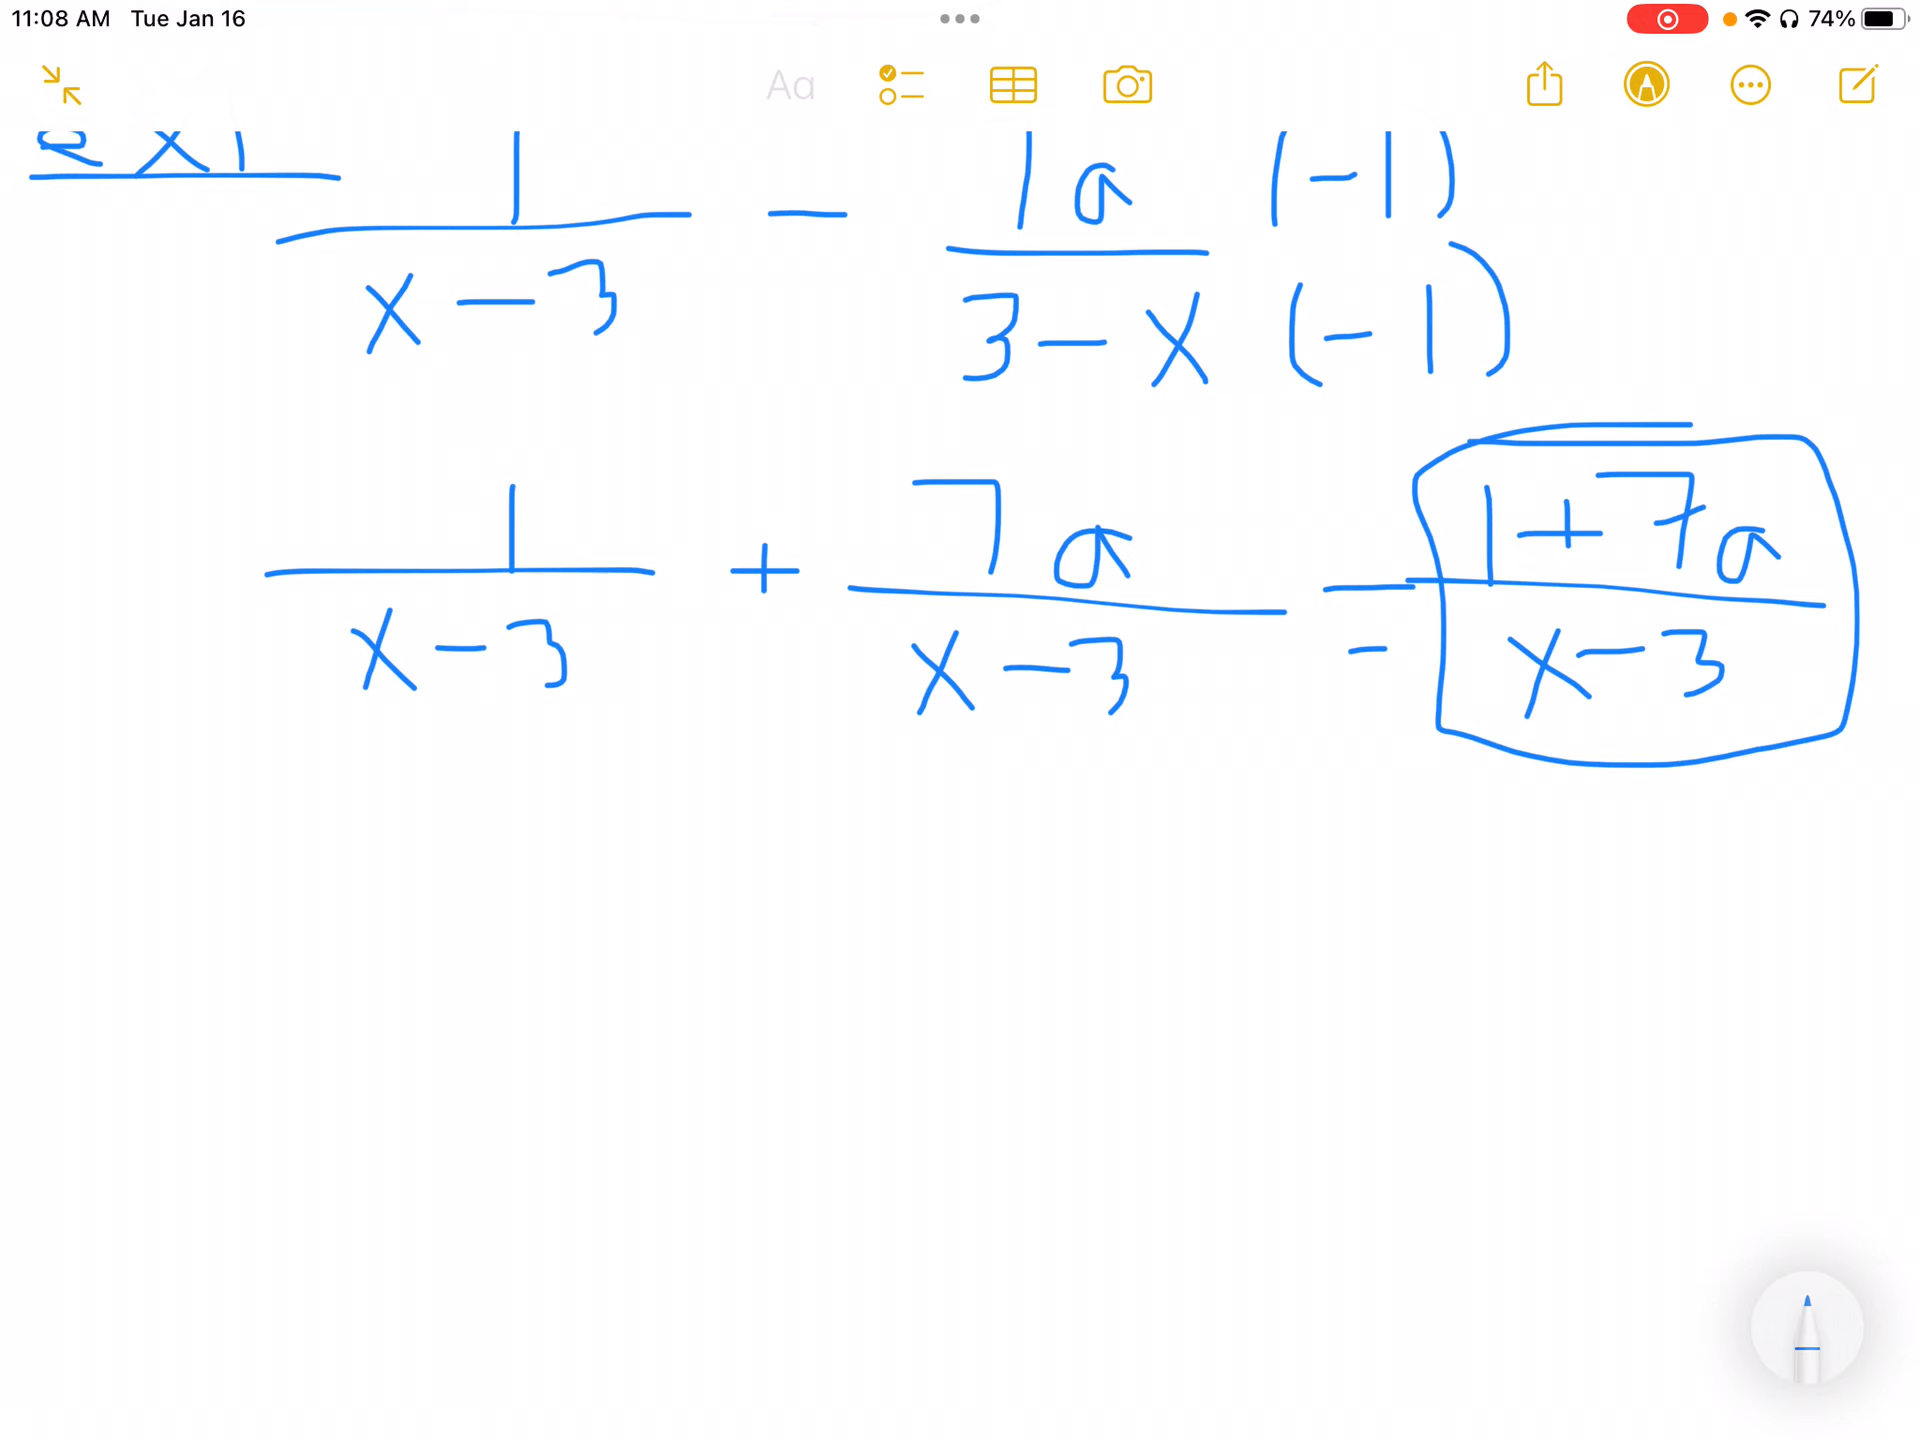 11:08 AM Tue Jan 16
74%
Aa
1 — a (-1)
x - 3 3 - x (-1)
1 + 7a = 1 + 7a
x - 3 x - 3 x - 3